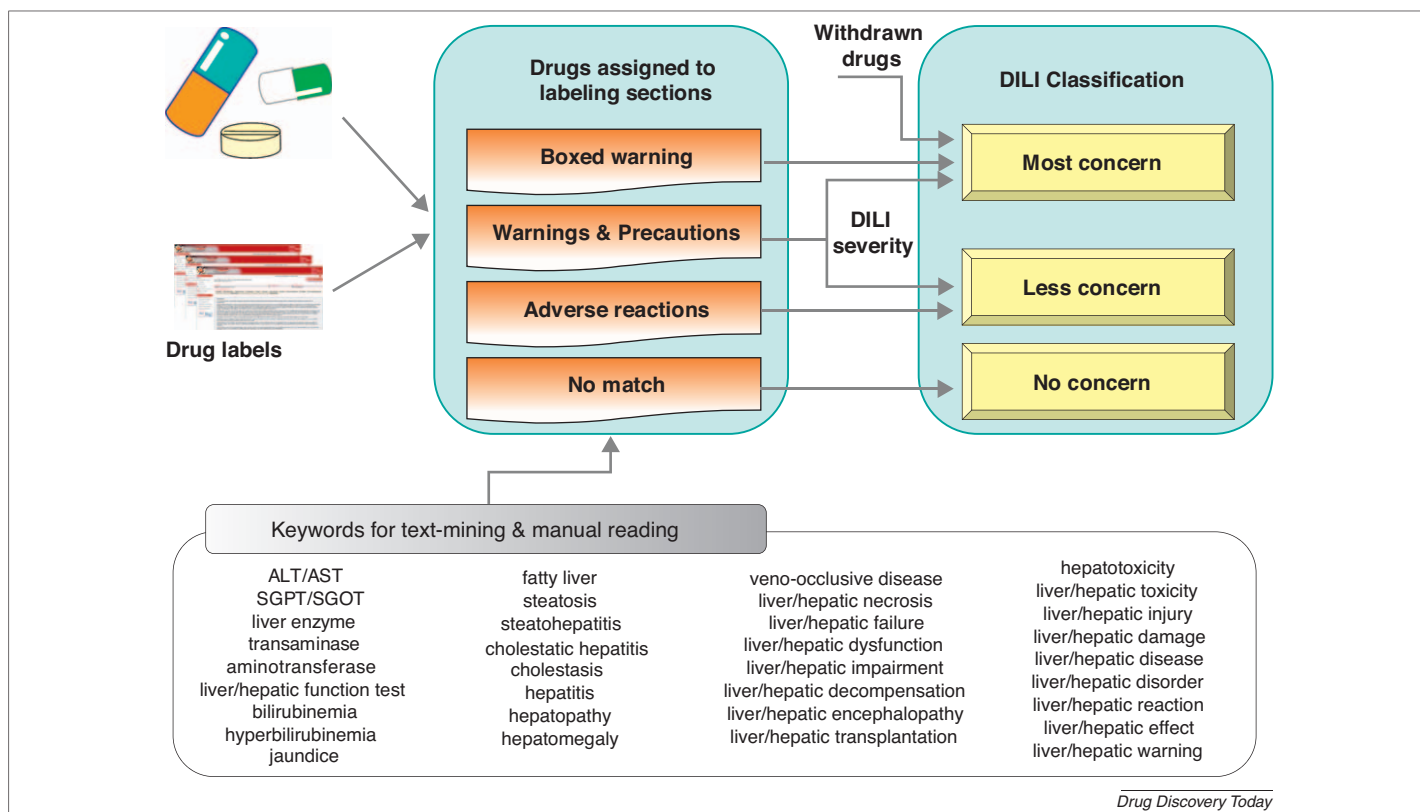 Withdrawn
drugs
Drugs assigned to
labeling sections
DILI Classification
Boxed warning
Most concern
Warnings & Precautions
DILI
severity
Less concern
Adverse reactions
Drug labels
No match
No concern
Keywords for text-mining & manual reading
ALT/AST
SGPT/SGOT
liver enzyme
transaminase
aminotransferase
liver/hepatic function test
bilirubinemia
hyperbilirubinemia
jaundice
fatty liver
steatosis
steatohepatitis
cholestatic hepatitis
cholestasis
hepatitis
hepatopathy
hepatomegaly
veno-occlusive disease
liver/hepatic necrosis
liver/hepatic failure
liver/hepatic dysfunction
liver/hepatic impairment
liver/hepatic decompensation
liver/hepatic encephalopathy
liver/hepatic transplantation
hepatotoxicity
liver/hepatic toxicity
liver/hepatic injury
liver/hepatic damage
liver/hepatic disease
liver/hepatic disorder
liver/hepatic reaction
liver/hepatic effect
liver/hepatic warning
Drug Discovery Today